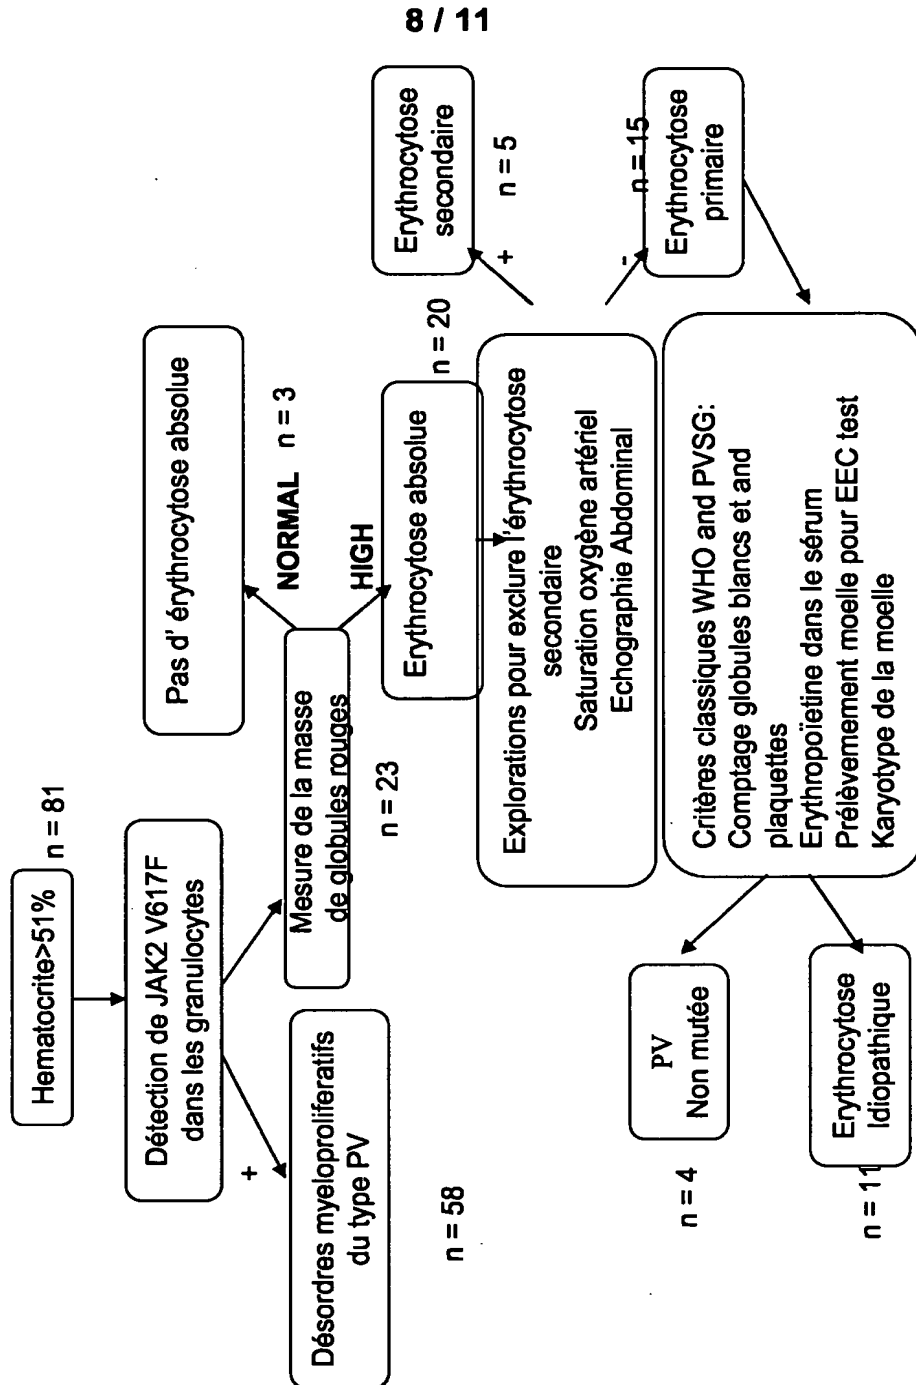 8 / 11
Hematocrite>51%
n = 81
Détection de JAK2 V617F
dans les granulocytes
+
Désordres myeloproliferatifs
du type PV
n = 58
Mesure de la masse
de globules rouges
n = 23
NORMAL
Pas d' érythrocytose absolue
n = 3
HIGH
Erythrocytose absolue
n = 20
Explorations pour exclure l'érythrocytose
secondaire
Saturation oxygène artériel
Echographie Abdominal
+
Erythrocytose
secondaire
n = 5
-
n = 15
Erythrocytose
primaire
Critères classiques WHO and PVSG:
Comptage globules blancs et and
plaquettes
Erythropoïetine dans le sérum
Prélèvement moelle pour EEC test
Karyotype de la moelle
PV
Non mutée
n = 4
Erythrocytose
Idiopathique
n = 11